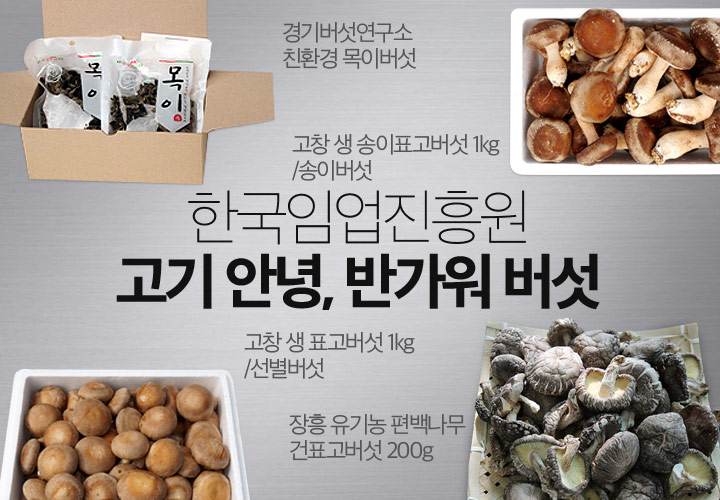 경기버섯연구소
친환경 목이버섯
목이
목이
고창 생 송이표고버섯 1kg
/송이버섯
한국임업진흥원
고기 안녕, 반가워 버섯
고창 생 표고버섯 1kg
/선별버섯
장흥 유기농 편백나무
건표고버섯 200g